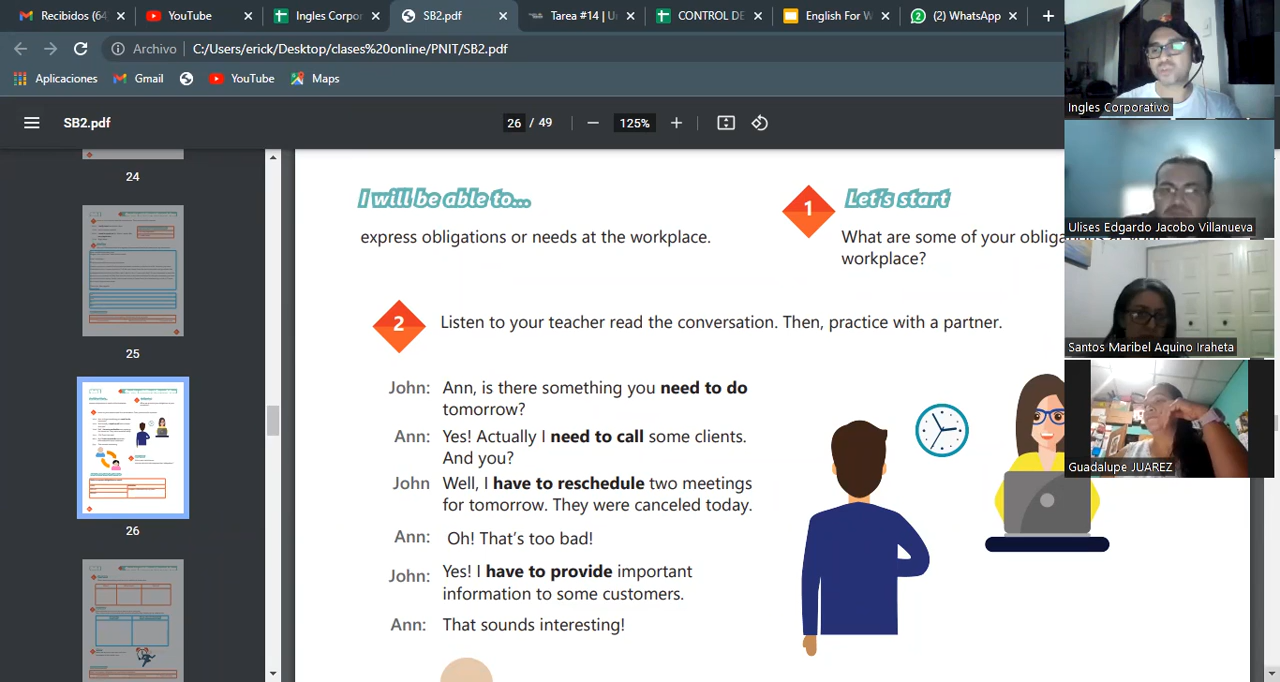 Recibidos (64
YouTube
Ingles Corpor
SB2.pdf
Tarea #14 | U
CONTROL DE
English For W
(2) WhatsApp
Archivo
C:/Users/erick/Desktop/clases%20online/PNIT/SB2.pdf
Aplicaciones
Gmail
YouTube
Maps
SB2.pdf
26 / 49
125%
24
25
26
I will be able to...
express obligations or needs at the workplace.
1
Let's start
What are some of your obligations at your
workplace?
2
Listen to your teacher read the conversation. Then, practice with a partner.
John: Ann, is there something you need to do
tomorrow?
Ann: Yes! Actually I need to call some clients.
And you?
John Well, I have to reschedule two meetings
for tomorrow. They were canceled today.
Ann: Oh! That's too bad!
John: Yes! I have to provide important
information to some customers.
Ann: That sounds interesting!
Ingles Corporativo
Ulises Edgardo Jacobo Villanueva
Santos Maribel Aquino Iraheta
Guadalupe JUAREZ